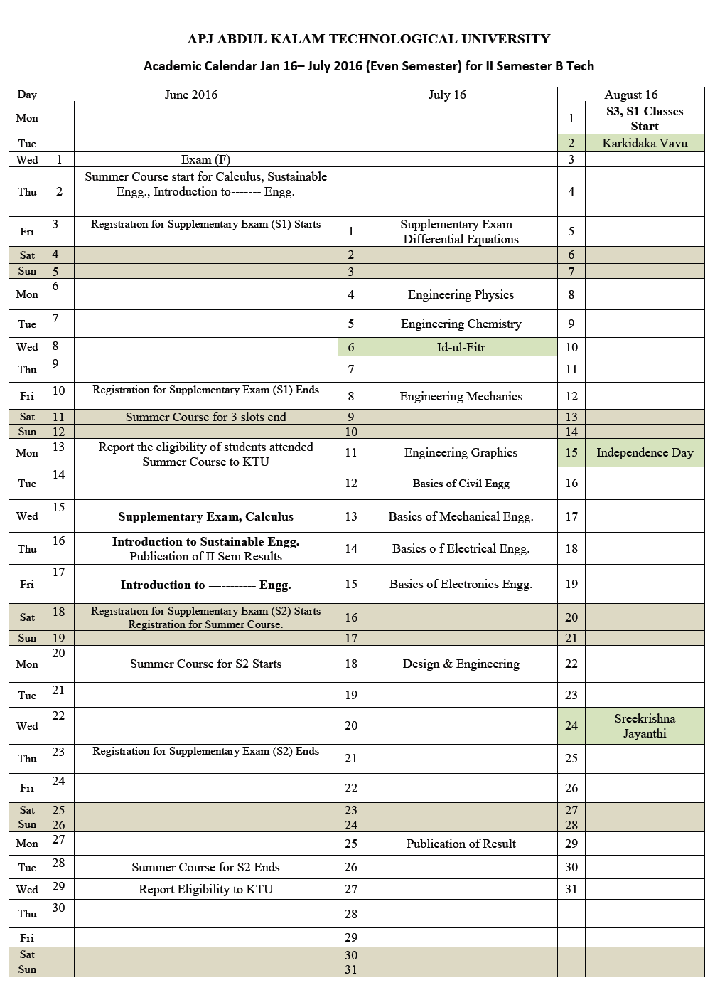 APJ ABDUL KALAM TECHNOLOGICAL UNIVERSITY
Academic Calendar Jan 16– July 2016 (Even Semester) for II Semester B Tech
Day June 2016 July 16 August 16
Mon 1 S3, S1 Classes
Start
Tue 2 Karkidaka Vavu
Wed 1 Exam (F) 3
Thu 2 Summer Course start for Calculus, Sustainable
Engg., Introduction to------- Engg. 4
Fri 3 Registration for Supplementary Exam (S1) Starts 1 Supplementary Exam –
Differential Equations 5
Sat 4 2 6
Sun 5 3 7
Mon 6 4 Engineering Physics 8
Tue 7 5 Engineering Chemistry 9
Wed 8 6 Id-ul-Fitr 10
Thu 9 7 11
Fri 10 Registration for Supplementary Exam (S1) Ends 8 Engineering Mechanics 12
Sat 11 Summer Course for 3 slots end 9 13
Sun 12 10 14
Mon 13 Report the eligibility of students attended
Summer Course to KTU 11 Engineering Graphics 15 Independence Day
Tue 14 12 Basics of Civil Engg 16
Wed 15 Supplementary Exam, Calculus 13 Basics of Mechanical Engg. 17
Thu 16 Introduction to Sustainable Engg.
Publication of II Sem Results 14 Basics o f Electrical Engg. 18
Fri 17 Introduction to ----------- Engg. 15 Basics of Electronics Engg. 19
Sat 18 Registration for Supplementary Exam (S2) Starts
Registration for Summer Course. 16 20
Sun 19 17 21
Mon 20 Summer Course for S2 Starts 18 Design & Engineering 22
Tue 21 19 23
Wed 22 20 24 Sreekrishna
Jayanthi
Thu 23 Registration for Supplementary Exam (S2) Ends 21 25
Fri 24 22 26
Sat 25 23 27
Sun 26 24 28
Mon 27 25 Publication of Result 29
Tue 28 Summer Course for S2 Ends 26 30
Wed 29 Report Eligibility to KTU 27 31
Thu 30 28
Fri 29
Sat 30
Sun 31